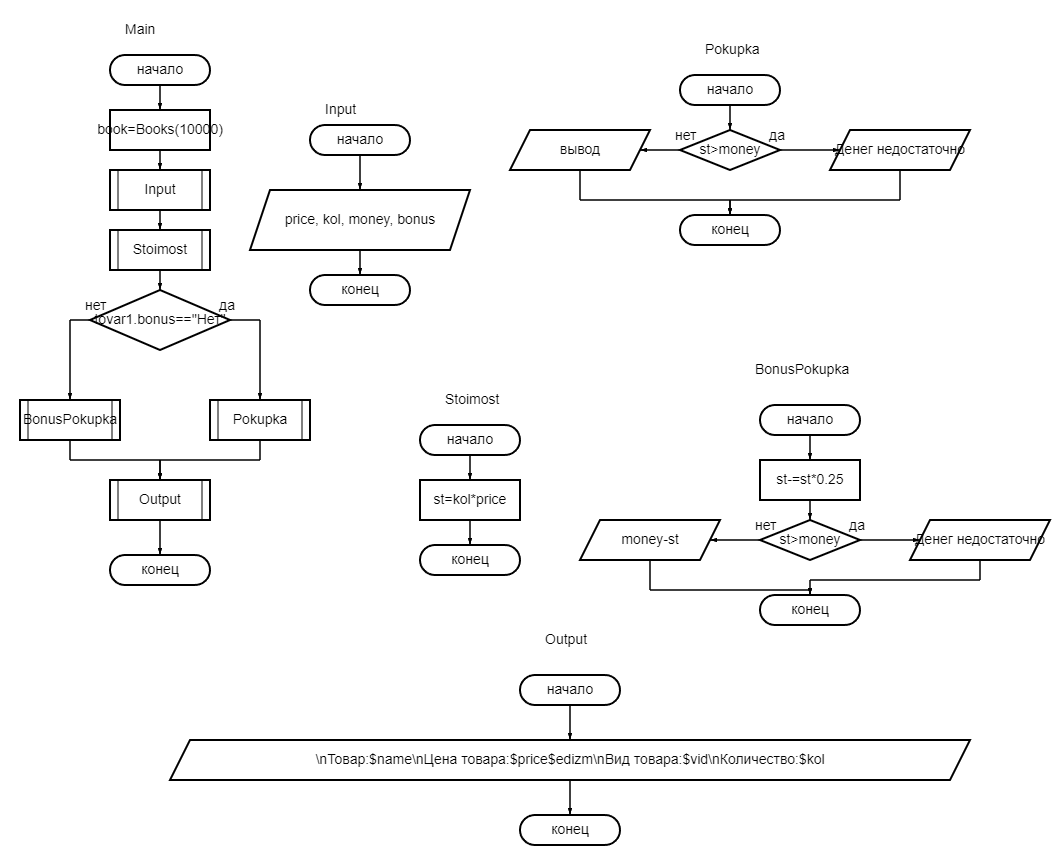 Main
начало
book=Books(10000)
Input
Stoimost
нет
да
tovar1.bonus=="Нет"
BonusPokupka
Pokupka
Output
конец
Input
начало
price, kol, money, bonus
конец
Pokupka
начало
нет
да
вывод
st>money
Денег недостаточно
конец
Stoimost
начало
st=kol*price
конец
BonusPokupka
начало
st-=st*0.25
нет
да
money-st
st>money
Денег недостаточно
конец
Output
начало
\nТовар:$name\nЦена товара:$price$edizm\nВид товара:$vid\nКоличество:$kol
конец